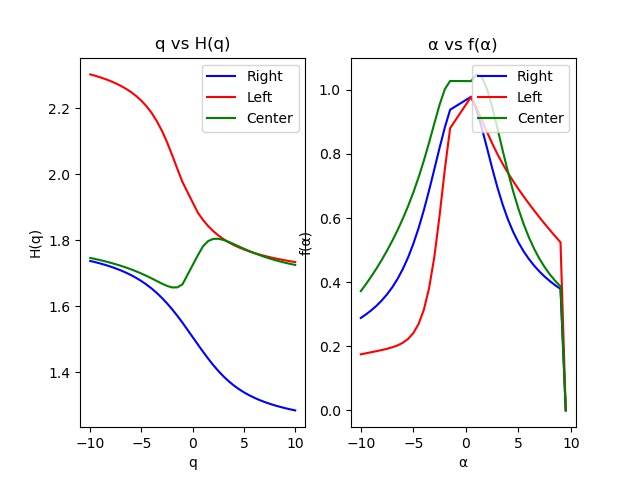 q vs H(q)
α vs f(α)
H(q)
2.2
2.0
1.8
1.6
1.4
Right
Left
Center
−10
−5
0
5
10
q
f(α)
1.0
0.8
0.6
0.4
0.2
0.0
Right
Left
Center
−10
−5
0
5
10
α